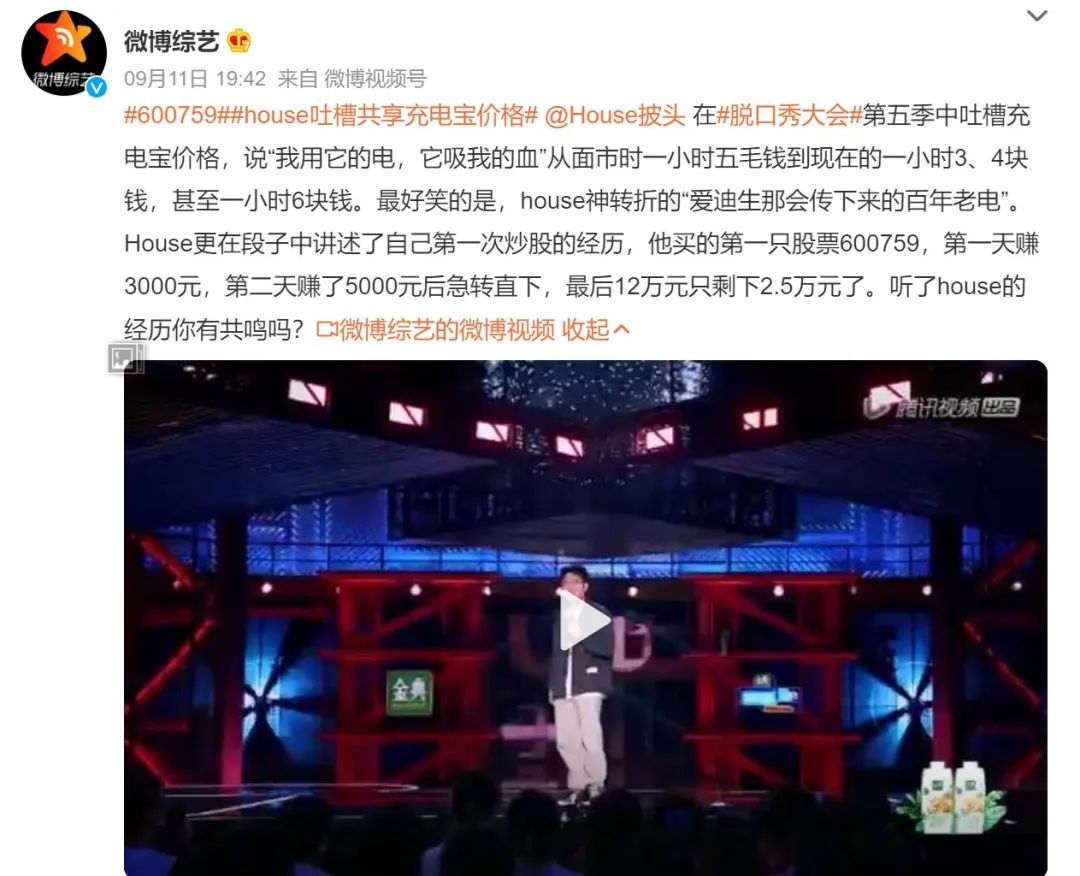 微博综艺
微博综艺
09月11日 19:42 来自 微博视频号
#600759##house吐槽共享充电宝价格# @House披头 在#脱口秀大会#第五季中吐槽充
电宝价格，说“我用它的电，它吸我的血”从面市时一小时五毛钱到现在的一小时3、4块
钱，甚至一小时6块钱。最好笑的是，house神转折的“爱迪生那会传下来的百年老电”。
House更在段子中讲述了自己第一次炒股的经历，他买的第一只股票600759，第一天赚
3000元，第二天赚了5000元后急转直下，最后12万元只剩下2.5万元了。听了house的
经历你有共鸣吗？ 微博综艺的微博视频 收起
腾讯视频 出品
金典